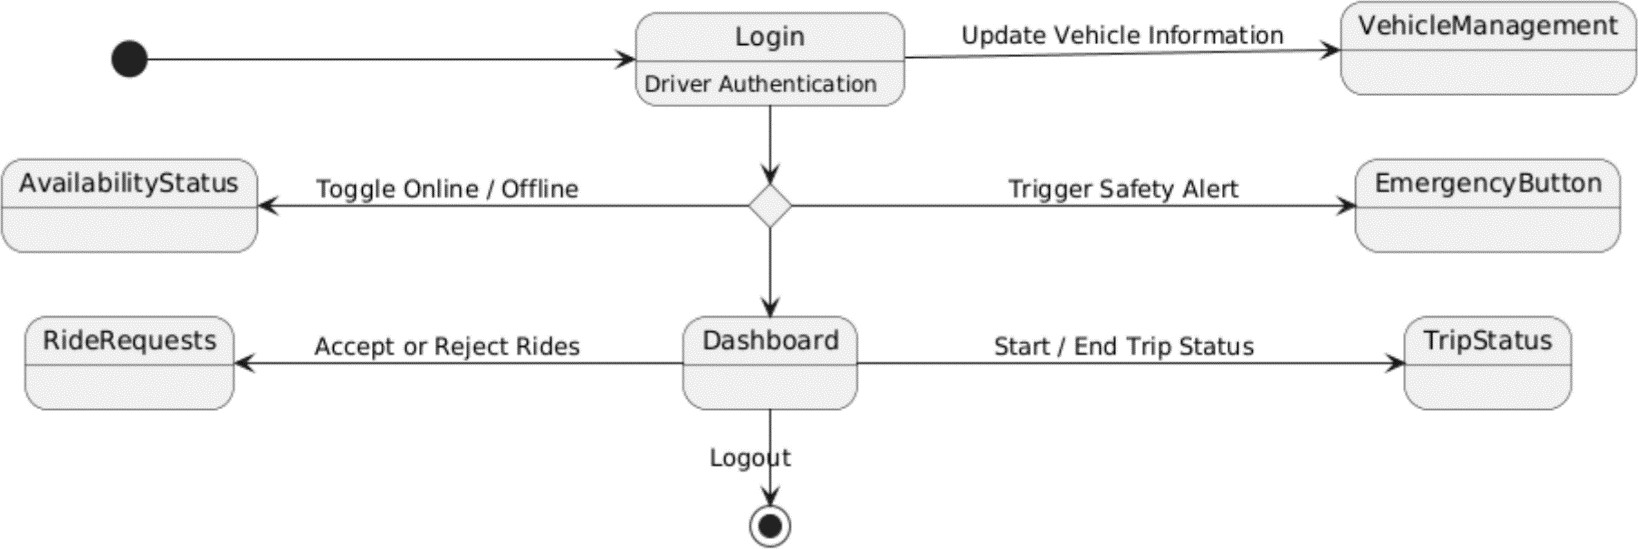 Login
Driver Authentication
Update Vehicle Information
VehicleManagement
AvailabilityStatus
Toggle Online / Offline
Trigger Safety Alert
EmergencyButton
RideRequests
Accept or Reject Rides
Dashboard
Start / End Trip Status
TripStatus
Logout